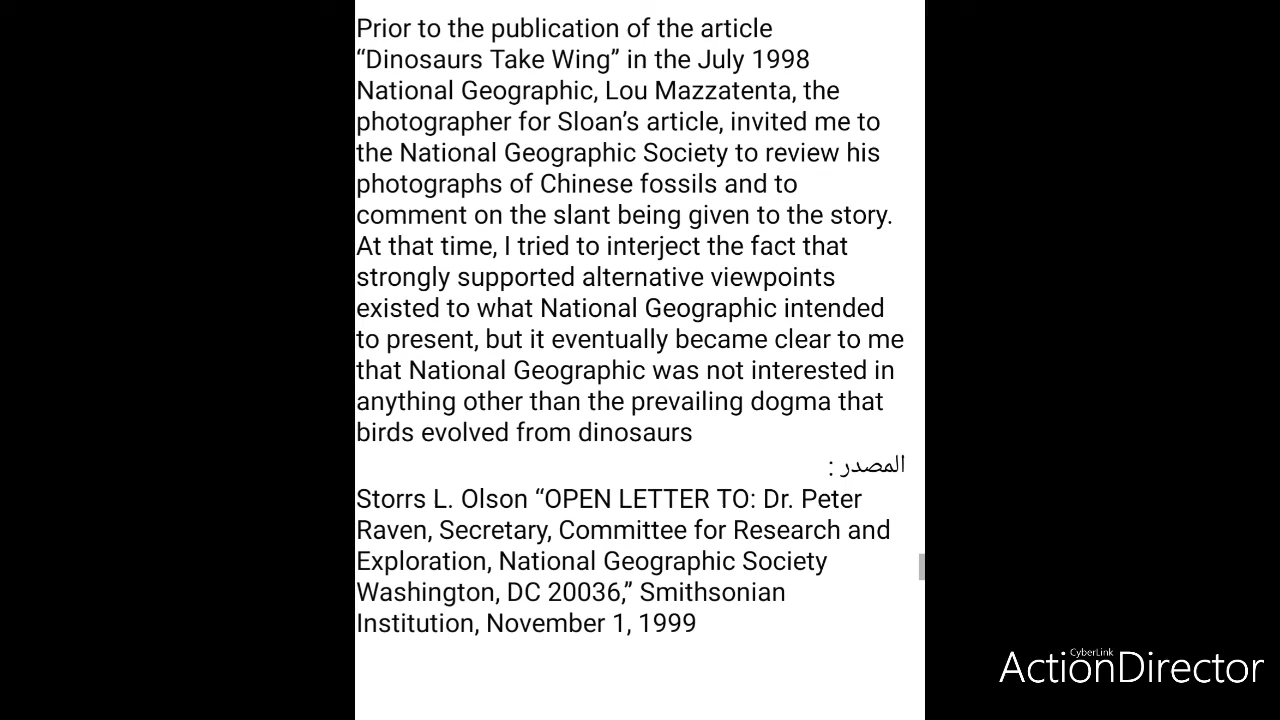 Prior to the publication of the article
“Dinosaurs Take Wing” in the July 1998
National Geographic, Lou Mazzatenta, the
photographer for Sloan’s article, invited me to
the National Geographic Society to review his
photographs of Chinese fossils and to
comment on the slant being given to the story.
At that time, I tried to interject the fact that
strongly supported alternative viewpoints
existed to what National Geographic intended
to present, but it eventually became clear to me
that National Geographic was not interested in
anything other than the prevailing dogma that
birds evolved from dinosaurs
المصدر :
Storrs L. Olson “OPEN LETTER TO: Dr. Peter
Raven, Secretary, Committee for Research and
Exploration, National Geographic Society
Washington, DC 20036,” Smithsonian
Institution, November 1, 1999
CyberLink
ActionDirector